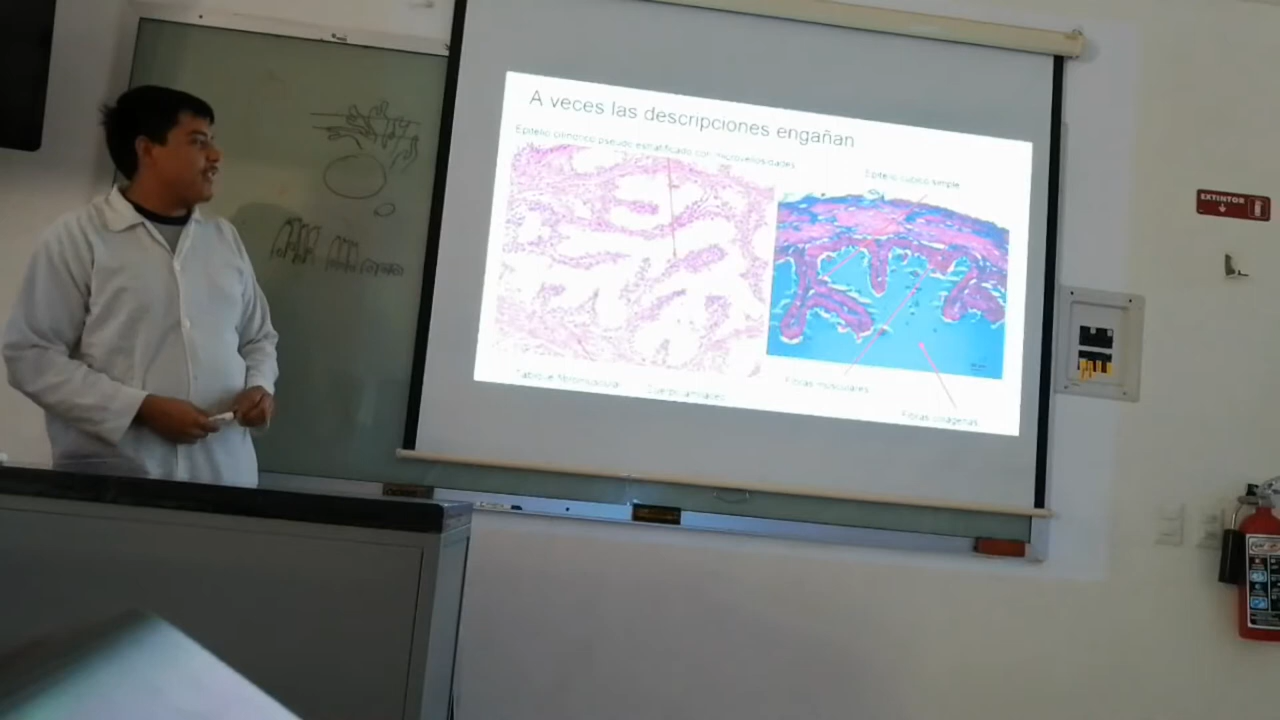 A veces las descripciones engañan
Epitelio cilíndrico pseudo estratificado con microvellosidades
Epitelio cúbico simple
Tabique fibromuscular
Cuerpo amiláceo
Fibras musculares
Fibras colágenas
EXTINTOR